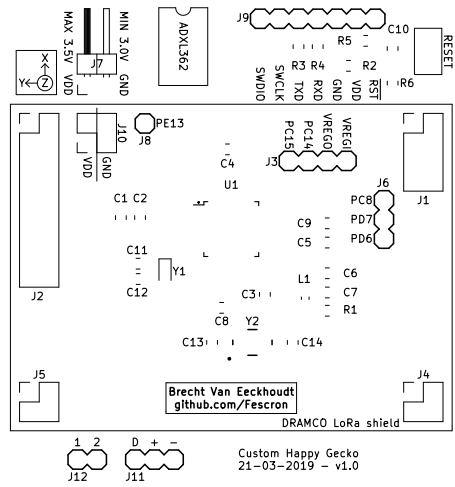 MAX 3.5V VDD
MIN 3.0V GND
J7
ADXL362
J9
R5
C10
RESET
R3 R4
R2
R6
X
Y Z
SWDIO
SWCLK
TXD
RXD
GND
VDD
RST
J10
VDD
GND
PE13
J8
C4
PC15
PC14
VREGO
VREGI
J3
J6
PC8
PD7
PD6
J1
U1
C1 C2
C9
C5
C11
C12
Y1
J2
C6
L1
C3
C7
R1
C8 Y2
C13
C14
J5
J4
Brecht Van Eeckhoudt
github.com/Fescron
DRAMCO LoRa shield
1 2
J12
D + -
J11
Custom Happy Gecko
21-03-2019 - v1.0